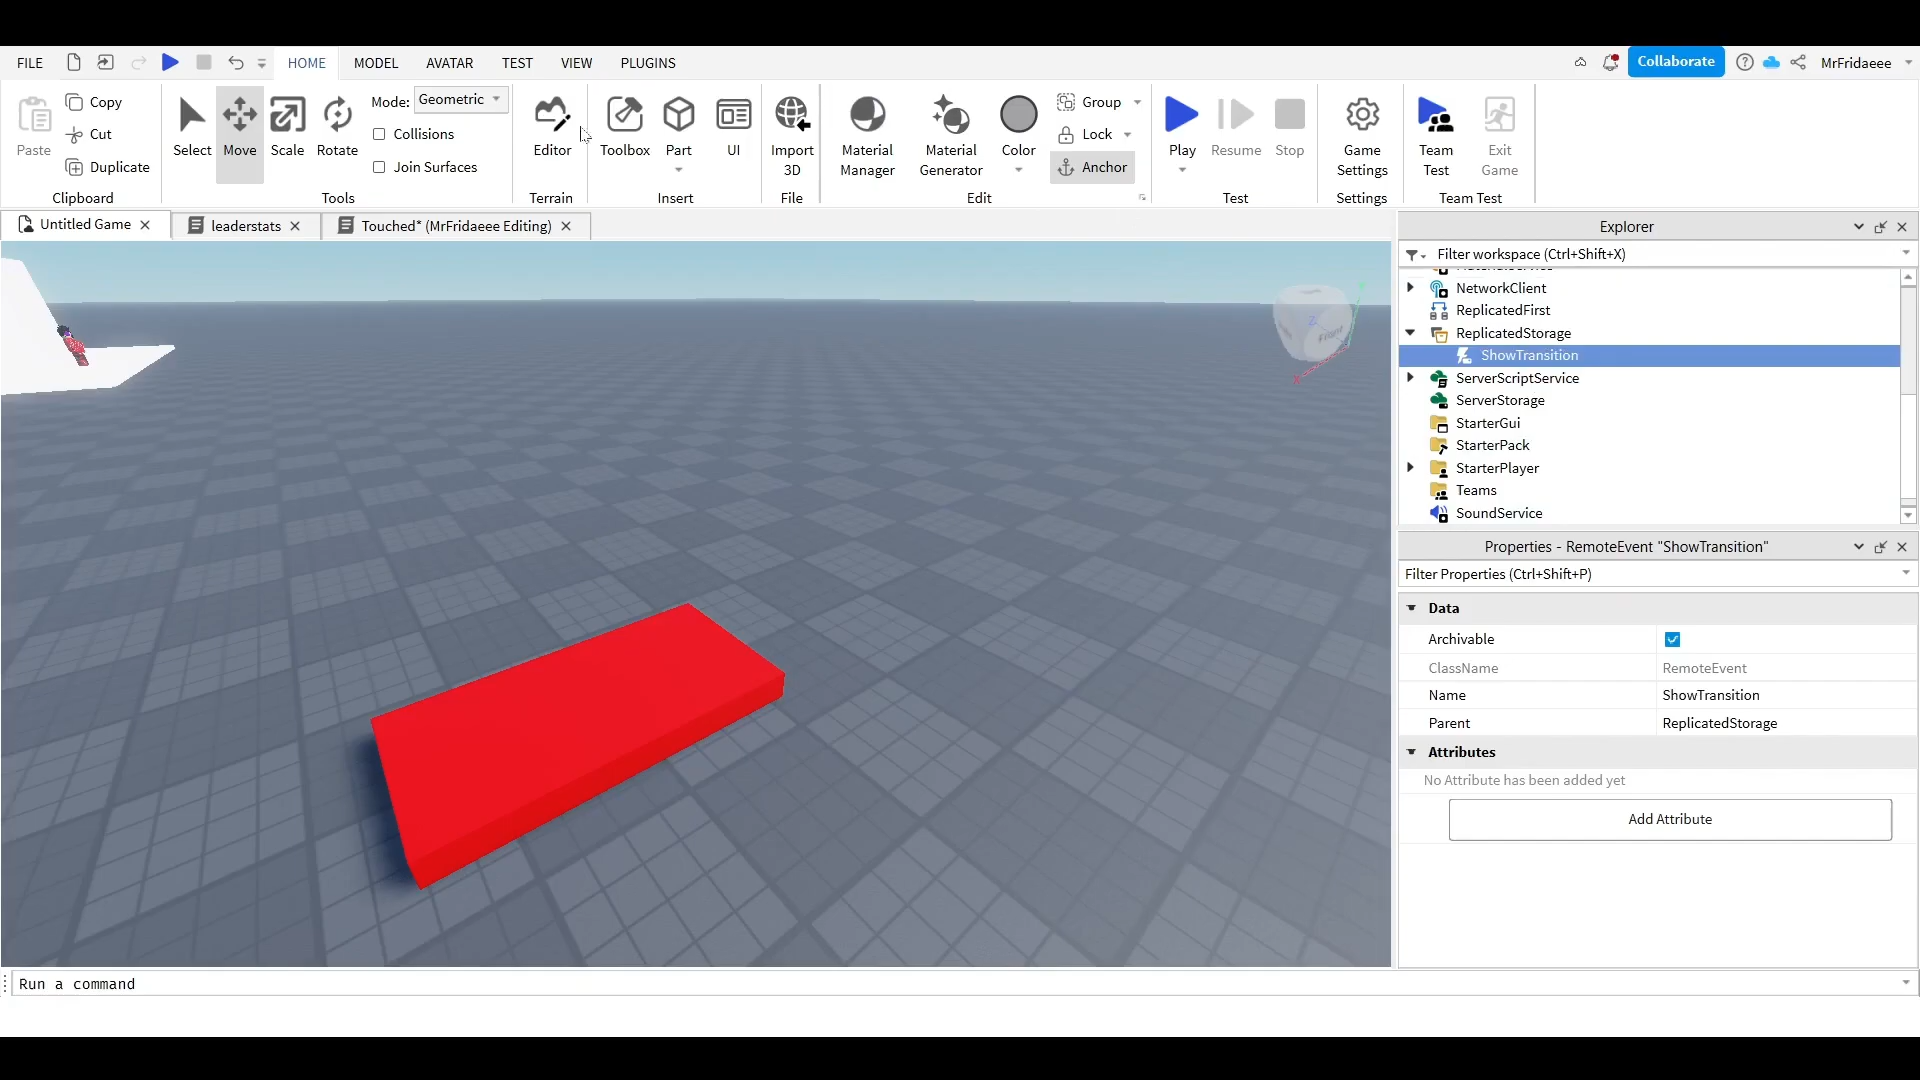 FILE HOME MODEL AVATAR TEST VIEW PLUGINS Collaborate MrFridaeee
Paste
Copy
Cut
Duplicate
Clipboard
Select Move Scale Rotate
Mode: Geometric
Collisions
Join Surfaces
Tools
Editor
Terrain
Toolbox Part UI
Insert
Import
3D
File
Material
Manager
Material
Generator
Color
Group
Lock
Anchor
Edit
Play Resume Stop
Test
Game
Settings
Settings
Team
Test
Exit
Game
Team Test
Untitled Game leaderstats Touched* (MrFridaeee Editing)
Explorer
Filter workspace (Ctrl+Shift+X)
NetworkClient
ReplicatedFirst
ReplicatedStorage
ShowTransition
ServerScriptService
ServerStorage
StarterGui
StarterPack
StarterPlayer
Teams
SoundService
Properties - RemoteEvent "ShowTransition"
Filter Properties (Ctrl+Shift+P)
Data
Archivable
ClassName RemoteEvent
Name ShowTransition
Parent ReplicatedStorage
Attributes
No Attribute has been added yet
Add Attribute
Run a command